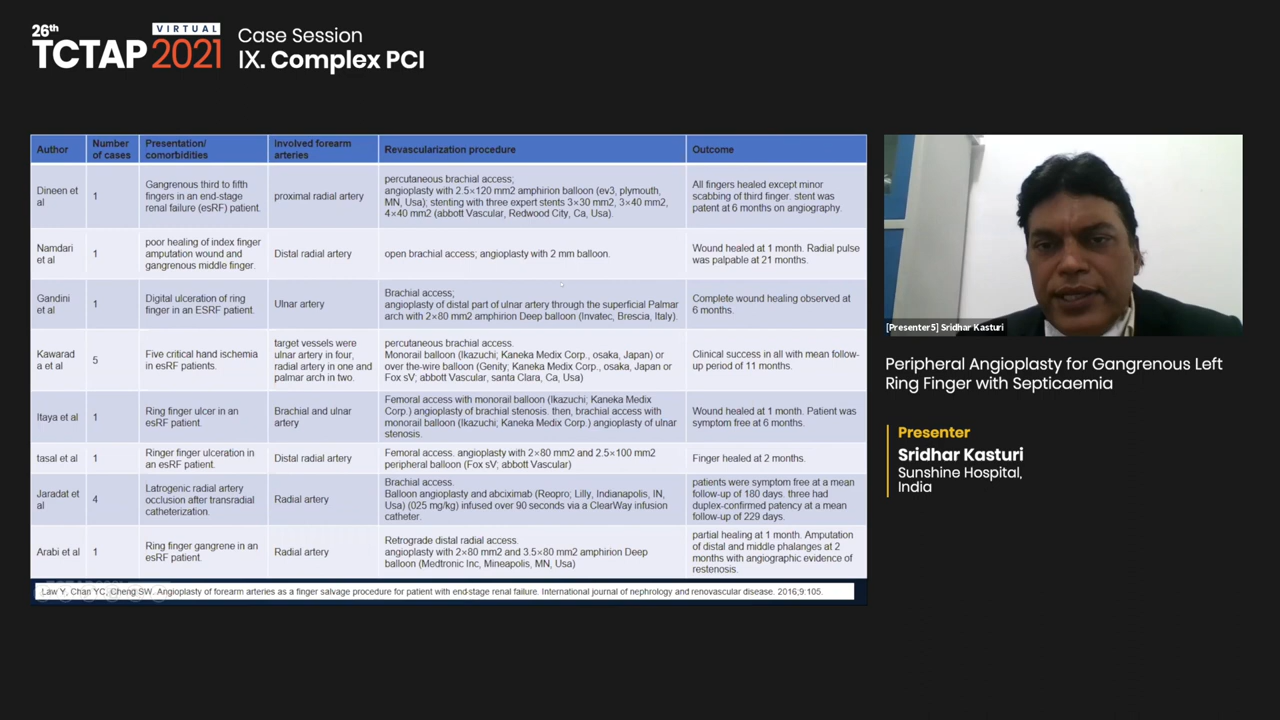 26th
VIRTUAL
TCTAP 2021
Case Session
IX. Complex PCI
Author
Number
of cases
Presentation/
comorbidities
Involved forearm
arteries
Revascularization procedure
Outcome
Dineen et
al
1
Gangrenous third to fifth
fingers in an end-stage
renal failure (esRF) patient.
proximal radial artery
percutaneous brachial access;
angioplasty with 2.5×120 mm2 amphirion balloon (ev3, plymouth,
MN, Usa); stenting with three expert stents 3×30 mm2, 3×40 mm2,
4×40 mm2 (abbott Vascular, Redwood City, Ca, Usa).
All fingers healed except minor
scabbing of third finger. stent was
patent at 6 months on angiography.
Namdari
et al
1
poor healing of index finger
amputation wound and
gangrenous middle finger.
Distal radial artery
open brachial access; angioplasty with 2 mm balloon.
Wound healed at 1 month. Radial pulse
was palpable at 21 months.
Gandini
et al
1
Digital ulceration of ring
finger in an ESRF patient.
Ulnar artery
Brachial access;
angioplasty of distal part of ulnar artery through the superficial Palmar
arch with 2×80 mm2 amphirion Deep balloon (Invatec, Brescia, Italy).
Complete wound healing observed at
6 months.
Kawarad
a et al
5
Five critical hand ischemia
in esRF patients.
target vessels were
ulnar artery in four,
radial artery in one and
palmar arch in two.
percutaneous brachial access.
Monorail balloon (Ikazuchi; Kaneka Medix Corp., osaka, Japan) or
over the-wire balloon (Genity; Kaneka Medix Corp., osaka, Japan or
Fox sV; abbott Vascular, santa Clara, Ca, Usa)
Clinical success in all with mean follow-
up period of 11 months.
Itaya et al
1
Ring finger ulcer in an
esRF patient.
Brachial and ulnar
artery
Femoral access with monorail balloon (Ikazuchi; Kaneka Medix
Corp.) angioplasty of brachial stenosis. then, brachial access with
monorail balloon (Ikazuchi; Kaneka Medix Corp.) angioplasty of ulnar
stenosis.
Wound healed at 1 month. Patient was
symptom free at 6 months.
tasal et al
1
Ringer finger ulceration in
an esRF patient.
Distal radial artery
Femoral access. angioplasty with 2×80 mm2 and 2.5×100 mm2
peripheral balloon (Fox sV; abbott Vascular)
Finger healed at 2 months.
Jaradat et
al
4
Latrogenic radial artery
occlusion after transradial
catheterization.
Radial artery
Brachial access.
Balloon angioplasty and abciximab (Reopro; Lilly, Indianapolis, IN,
Usa) (025 mg/kg) infused over 90 seconds via a ClearWay infusion
catheter.
patients were symptom free at a mean
follow-up of 180 days. three had
duplex-confirmed patency at a mean
follow-up of 229 days.
Arabi et al
1
Ring finger gangrene in an
esRF patient.
Radial artery
Retrograde distal radial access.
angioplasty with 2×80 mm2 and 3.5×80 mm2 amphirion Deep
balloon (Medtronic Inc, Mineapolis, MN, Usa)
partial healing at 1 month. Amputation
of distal and middle phalanges at 2
months with angiographic evidence of
restenosis.
Law Y, Chan YC, Cheng SW. Angioplasty of forearm arteries as a finger salvage procedure for patient with end-stage renal failure. International journal of nephrology and renovascular disease. 2016;9:105.
[Presenter5] Sridhar Kasturi
Peripheral Angioplasty for Gangrenous Left
Ring Finger with Septicaemia
Presenter
Sridhar Kasturi
Sunshine Hospital,
India